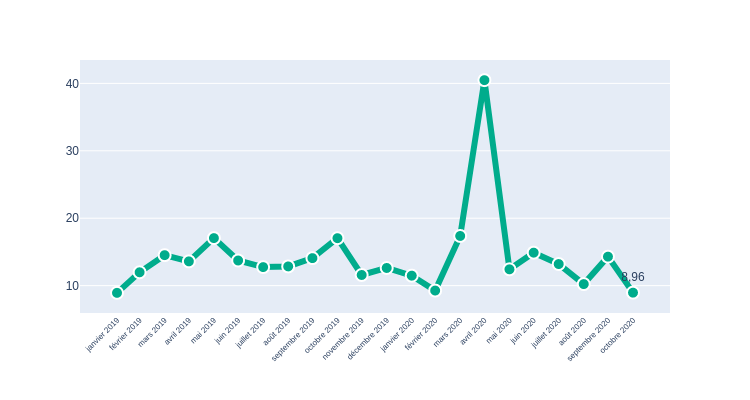 40
30
20
10
8,96
janvier 2019
février 2019
mars 2019
avril 2019
mai 2019
juin 2019
juillet 2019
août 2019
septembre 2019
octobre 2019
novembre 2019
décembre 2019
janvier 2020
février 2020
mars 2020
avril 2020
mai 2020
juin 2020
juillet 2020
août 2020
septembre 2020
octobre 2020